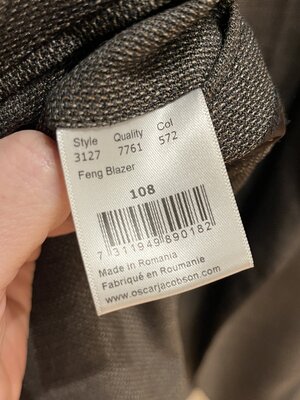 Style Quality Col
3127 7761 572
Feng Blazer
108
7 311949 890182
Made in Romania
Fabriqué en Roumanie
www.oscarjacobson.com